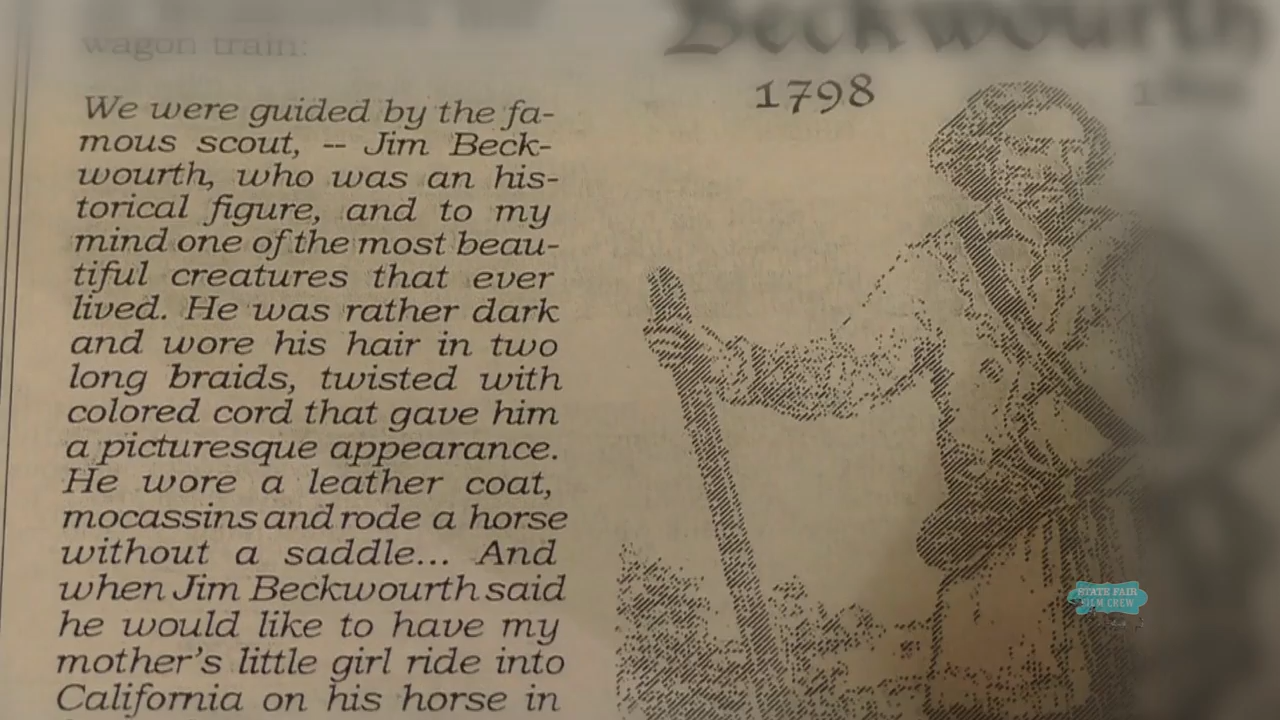 wagon train:
We were guided by the fa-
mous scout, -- Jim Beck-
wourth, who was an his-
torical figure, and to my
mind one of the most beau-
tiful creatures that ever
lived. He was rather dark
and wore his hair in two
long braids, twisted with
colored cord that gave him
a picturesque appearance.
He wore a leather coat,
mocassins and rode a horse
without a saddle... And
when Jim Beckwourth said
he would like to have my
mother's little girl ride into
California on his horse in
Beckwourth
1798
STATE FAIR
FILM CREW